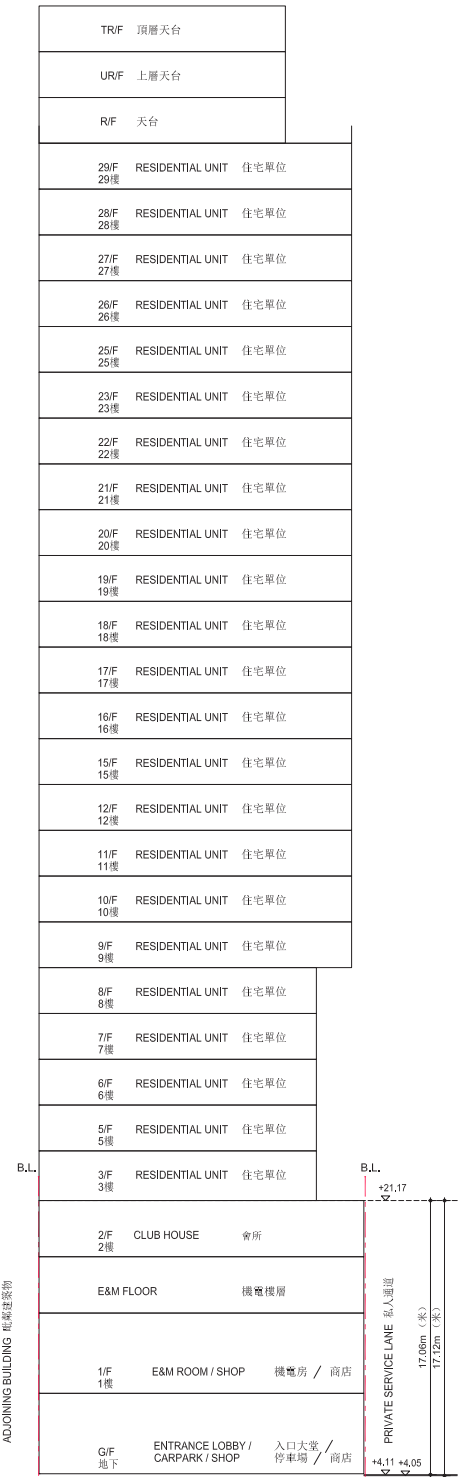 TR/F 頂層天台
UR/F 上層天台
R/F 天台
29/F RESIDENTIAL UNIT 住宅單位
29樓
28/F RESIDENTIAL UNIT 住宅單位
28樓
27/F RESIDENTIAL UNIT 住宅單位
27樓
26/F RESIDENTIAL UNIT 住宅單位
26樓
25/F RESIDENTIAL UNIT 住宅單位
25樓
23/F RESIDENTIAL UNIT 住宅單位
23樓
22/F RESIDENTIAL UNIT 住宅單位
22樓
21/F RESIDENTIAL UNIT 住宅單位
21樓
20/F RESIDENTIAL UNIT 住宅單位
20樓
19/F RESIDENTIAL UNIT 住宅單位
19樓
18/F RESIDENTIAL UNIT 住宅單位
18樓
17/F RESIDENTIAL UNIT 住宅單位
17樓
16/F RESIDENTIAL UNIT 住宅單位
16樓
15/F RESIDENTIAL UNIT 住宅單位
15樓
12/F RESIDENTIAL UNIT 住宅單位
12樓
11/F RESIDENTIAL UNIT 住宅單位
11樓
10/F RESIDENTIAL UNIT 住宅單位
10樓
9/F RESIDENTIAL UNIT 住宅單位
9樓
8/F RESIDENTIAL UNIT 住宅單位
8樓
7/F RESIDENTIAL UNIT 住宅單位
7樓
6/F RESIDENTIAL UNIT 住宅單位
6樓
5/F RESIDENTIAL UNIT 住宅單位
5樓
B.L. B.L.
3/F RESIDENTIAL UNIT 住宅單位
3樓
+21.17
2/F CLUB HOUSE 會所
2樓
E&M FLOOR 機電樓層
1/F E&M ROOM / SHOP 機電房 / 商店
1樓
ENTRANCE LOBBY / 入口大堂 /
G/F CARPARK / SHOP 停車場 / 商店
地下
ADJOINING BUILDING 毗鄰建築物
PRIVATE SERVICE LANE 私人通道
17.06m (米)
17.12m (米)
+4.11 +4.05